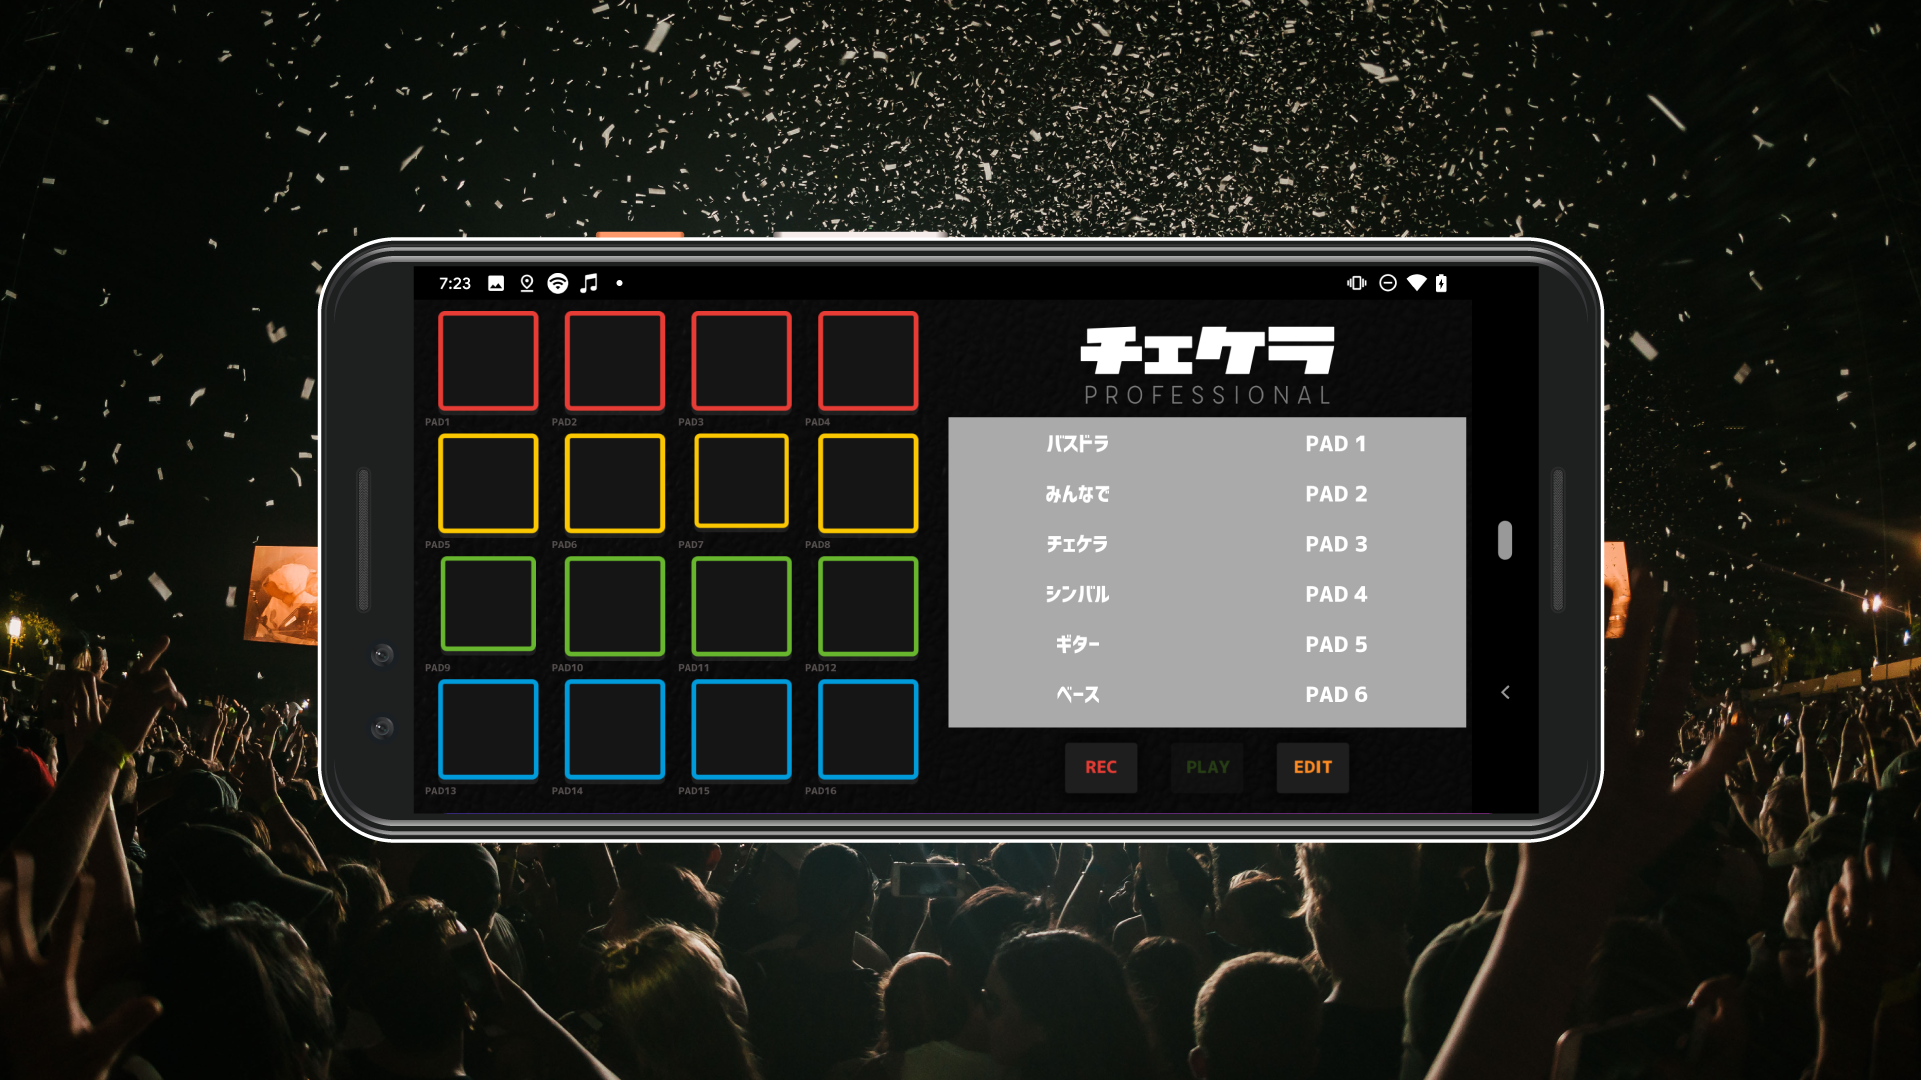 7:23
PAD1 PAD2 PAD3 PAD4
PAD5 PAD6 PAD7 PAD8
PAD9 PAD10 PAD11 PAD12
PAD13 PAD14 PAD15 PAD16
チェケラ
PROFESSIONAL
バスドラ PAD 1
みんなで PAD 2
チェケラ PAD 3
シンバル PAD 4
ギター PAD 5
ベース PAD 6
REC PLAY EDIT